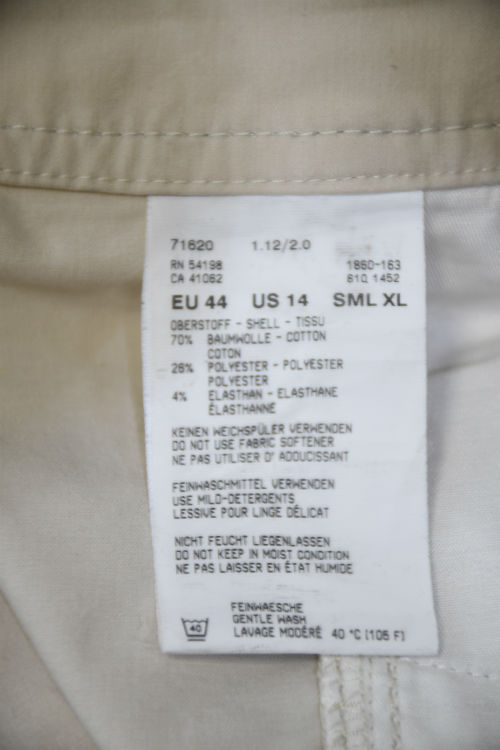 71620 1.12/2.0
RN 54198 1860-163
CA 41062 610 1452
EU 44 US 14 SML XL
OBERSTOFF - SHELL - TISSU
70% BAUMWOLLE - COTTON
COTON
26% POLYESTER - POLYESTER
POLYESTER
4% ELASTHAN - ELASTHANE
ÉLASTHANNE
KEINEN WEICHSPÜLER VERWENDEN
DO NOT USE FABRIC SOFTENER
NE PAS UTILISER D' ADOUCISSANT
FEINWASCHMITTEL VERWENDEN
USE MILD-DETERGENTS
LESSIVE POUR LINGE DÉLICAT
NICHT FEUCHT LIEGENLASSEN
DO NOT KEEP IN MOIST CONDITION
NE PAS LAISSER EN ÉTAT HUMIDE
FEINWAESCHE
GENTLE WASH
40 LAVAGE MODÉRÉ 40 °C (105 F)